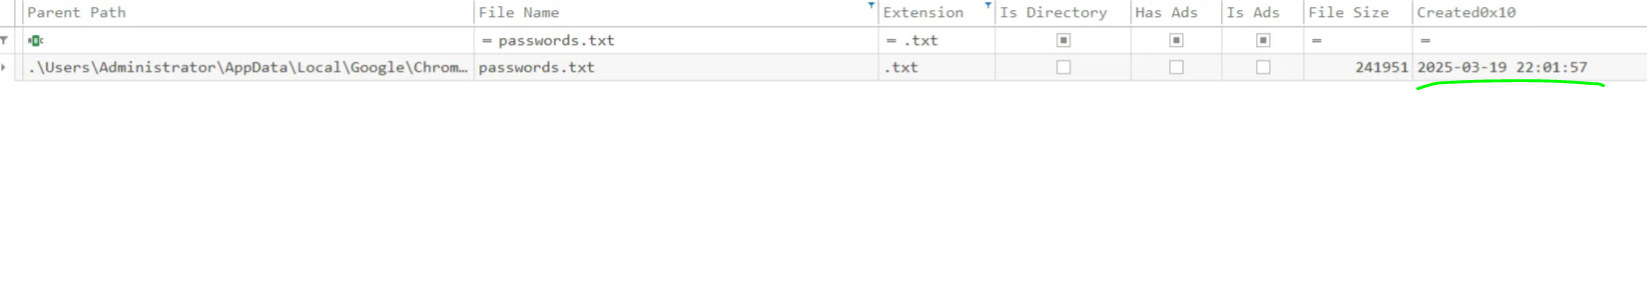 Parent Path File Name Extension Is Directory Has Ads Is Ads File Size Created0x10
= passwords.txt = .txt = =
.\Users\Administrator\AppData\Local\Google\Chrom… passwords.txt .txt 241951 2025-03-19 22:01:57